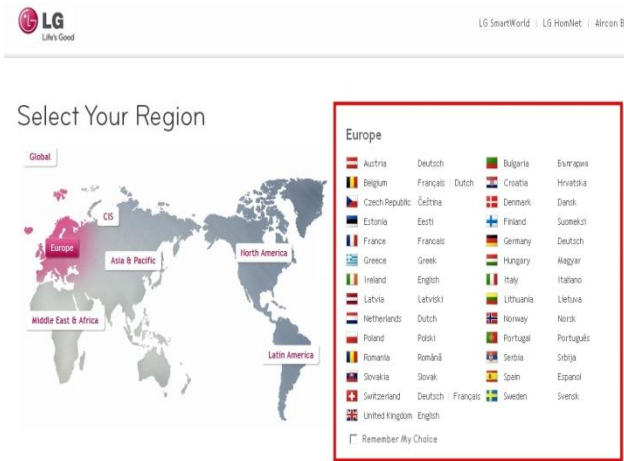 LG
Life's Good
LG SmartWorld | LG HomNet | Aircon B
Select Your Region
Global
CIS
Europe
Asia & Pacific
North America
Middle East & Africa
Latin America
Europe
Austria Deutsch Bulgaria България
Belgium Français Dutch Croatia Hrvatska
Czech Republic Čeština Denmark Dansk
Estonia Eesti Finland Suomeksi
France Francais Germany Deutsch
Greece Greek Hungary Magyar
Ireland English Italy Italiano
Latvia Latviski Lithuania Lietuva
Netherlands Dutch Norway Norsk
Poland Polski Portugal Português
Romania Română Serbia Srbija
Slovakia Slovak Spain Espanol
Switzerland Deutsch Français Sweden Svensk
United Kingdom English
Remember My Choice